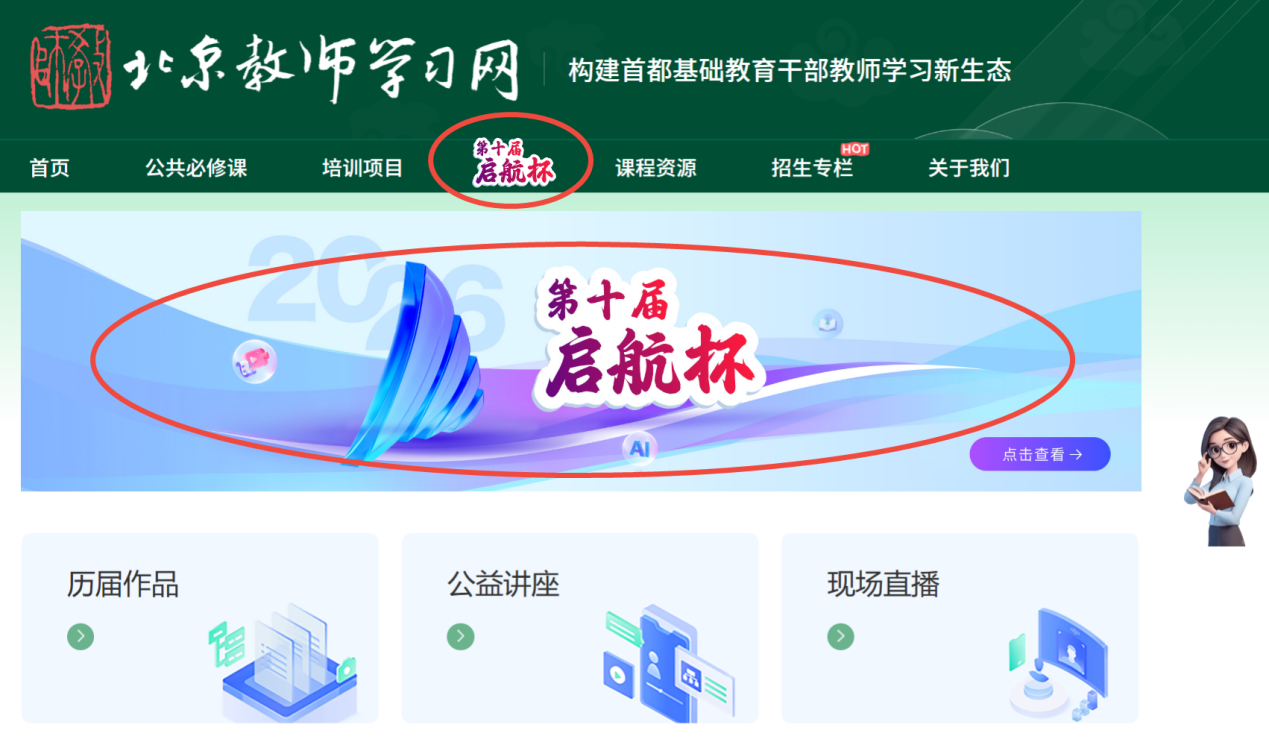 北京教师学习网
构建首都基础教育干部教师学习新生态
首页 公共必修课 培训项目 第十届启航杯 课程资源 招生专栏 HOT 关于我们
2026
第十届
启航杯
AI
点击查看→
历届作品 公益讲座 现场直播